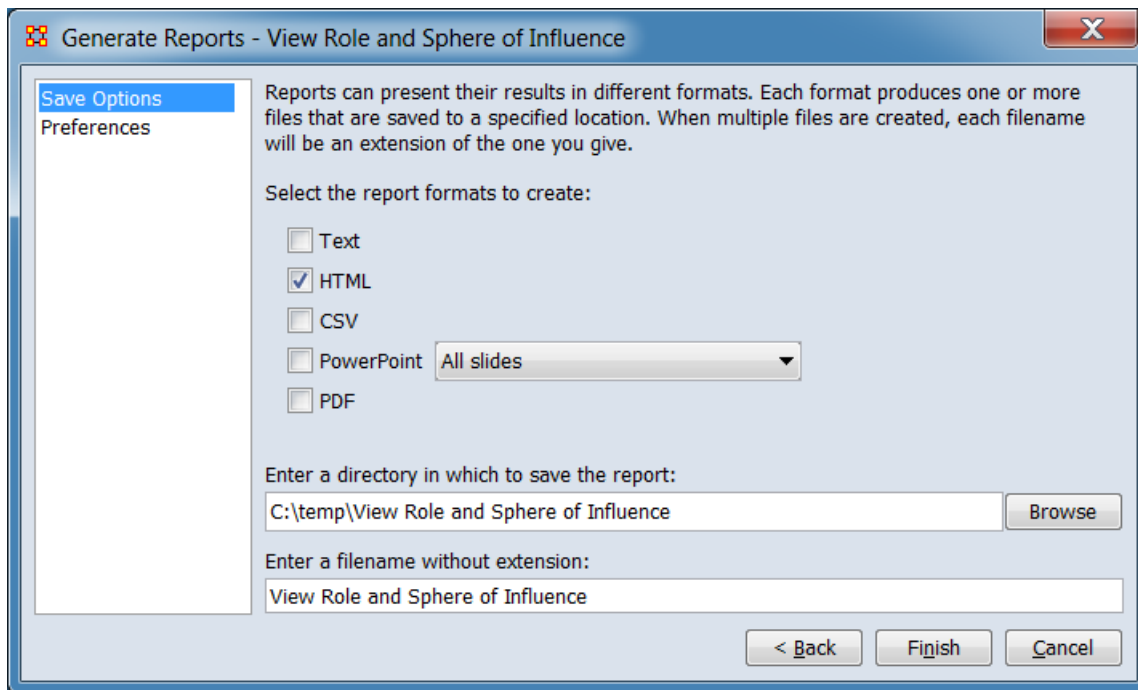 Generate Reports - View Role and Sphere of Influence
Save Options
Preferences
Reports can present their results in different formats. Each format produces one or more
files that are saved to a specified location. When multiple files are created, each filename
will be an extension of the one you give.
Select the report formats to create:
Text
HTML
CSV
PowerPoint All slides
PDF
Enter a directory in which to save the report:
C:\temp\View Role and Sphere of Influence Browse
Enter a filename without extension:
View Role and Sphere of Influence
< Back Finish Cancel